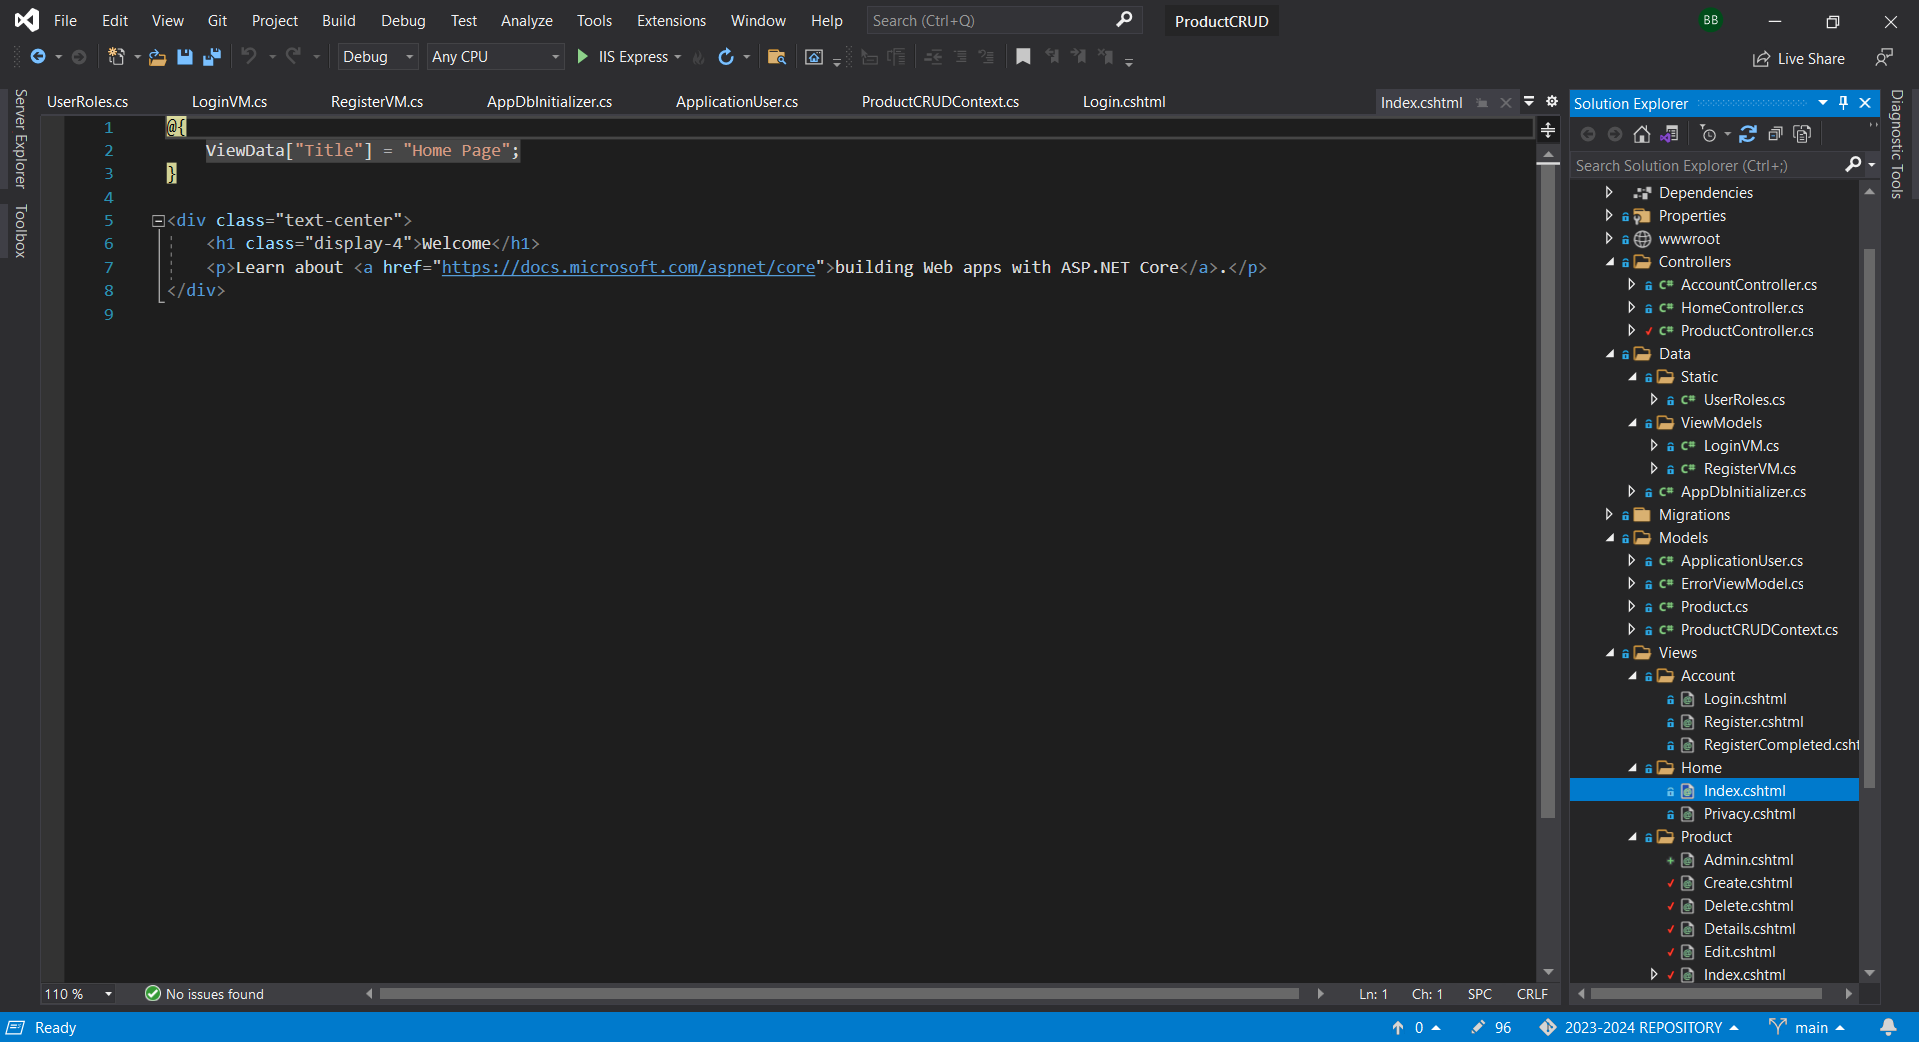 File Edit View Git Project Build Debug Test Analyze Tools Extensions Window Help Search (Ctrl+Q) ProductCRUD BB
Debug Any CPU IIS Express Live Share
Server Explorer
Toolbox
UserRoles.cs LoginVM.cs RegisterVM.cs AppDbInitializer.cs ApplicationUser.cs ProductCRUDContext.cs Login.cshtml Index.cshtml
1 @{
2 ViewData["Title"] = "Home Page";
3 }
4
5 <div class="text-center">
6 <h1 class="display-4">Welcome</h1>
7 <p>Learn about <a href="https://docs.microsoft.com/aspnet/core">building Web apps with ASP.NET Core</a>.</p>
8 </div>
9
110 % No issues found Ln: 1 Ch: 1 SPC CRLF
Solution Explorer
Search Solution Explorer (Ctrl+;)
Dependencies
Properties
wwwroot
Controllers
C# AccountController.cs
C# HomeController.cs
C# ProductController.cs
Data
Static
C# UserRoles.cs
ViewModels
C# LoginVM.cs
C# RegisterVM.cs
C# AppDbInitializer.cs
Migrations
Models
C# ApplicationUser.cs
C# ErrorViewModel.cs
C# Product.cs
C# ProductCRUDContext.cs
Views
Account
Login.cshtml
Register.cshtml
RegisterCompleted.csht
Home
Index.cshtml
Privacy.cshtml
Product
Admin.cshtml
Create.cshtml
Delete.cshtml
Details.cshtml
Edit.cshtml
Index.cshtml
Diagnostic Tools
Ready 0 96 2023-2024 REPOSITORY main